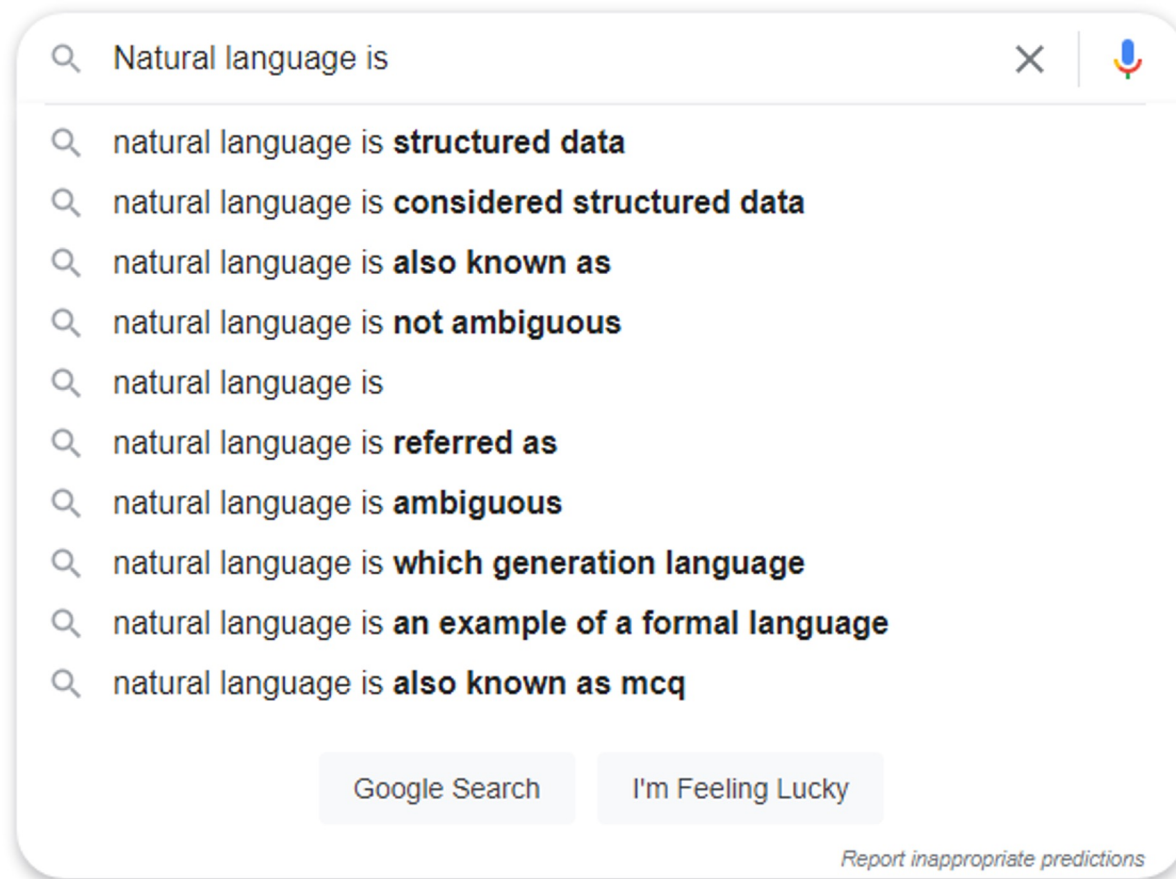 Natural language is
natural language is structured data
natural language is considered structured data
natural language is also known as
natural language is not ambiguous
natural language is
natural language is referred as
natural language is ambiguous
natural language is which generation language
natural language is an example of a formal language
natural language is also known as mcq
Google Search I'm Feeling Lucky
Report inappropriate predictions